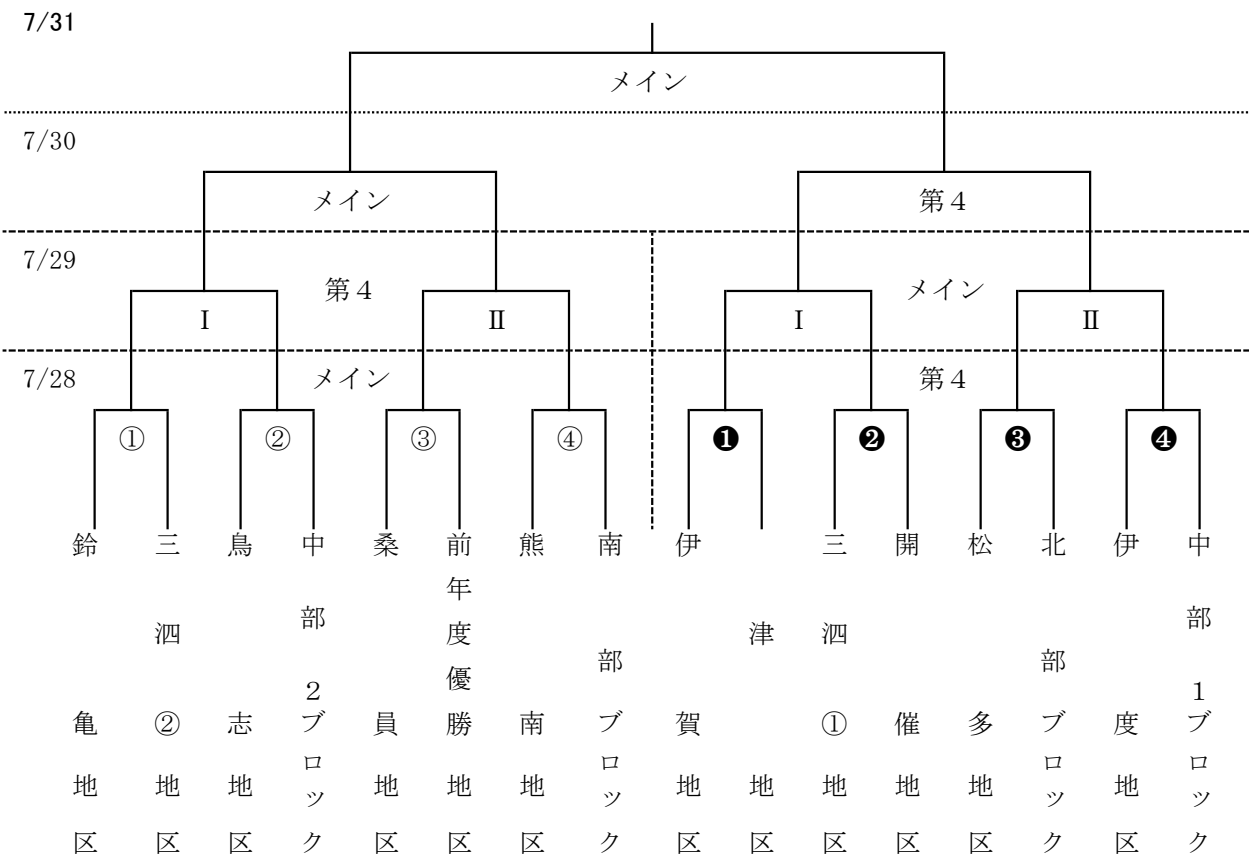 7/31
メイン
7/30
メイン
第4
7/29
第4
メイン
Ⅰ
Ⅱ
Ⅰ
Ⅱ
7/28
メイン
第4
①
②
③
④
❶
❷
❸
❹
鈴亀地区
三泗②地区
鳥志地区
中部2ブロック
桑員地区
前年度優勝地区
熊南地区
南部ブロック
伊賀地区
津地区
三泗①地区
開催地区
松多地区
北部ブロック
伊度地区
中部1ブロック